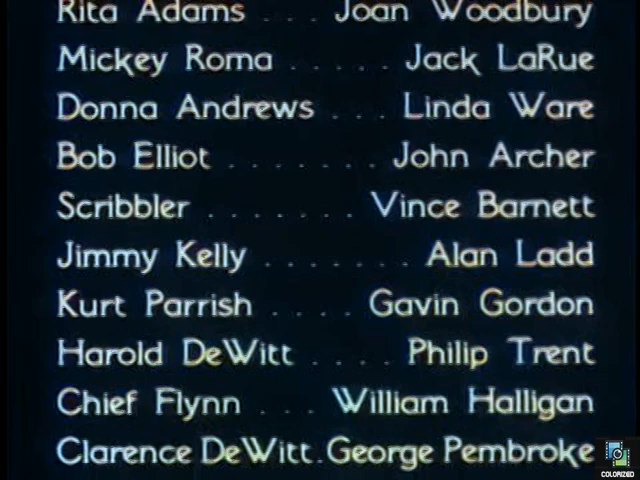 Rita Adams . . . Joan Woodbury
Mickey Roma . . . . . Jack LaRue
Donna Andrews . . . Linda Ware
Bob Elliot . . . . . . . John Archer
Scribbler . . . . . . . Vince Barnett
Jimmy Kelly . . . . . . . Alan Ladd
Kurt Parrish . . . . Gavin Gordon
Harold DeWitt . . . . Philip Trent
Chief Flynn . . . William Halligan
Clarence DeWitt . George Pembroke
COLORIZED